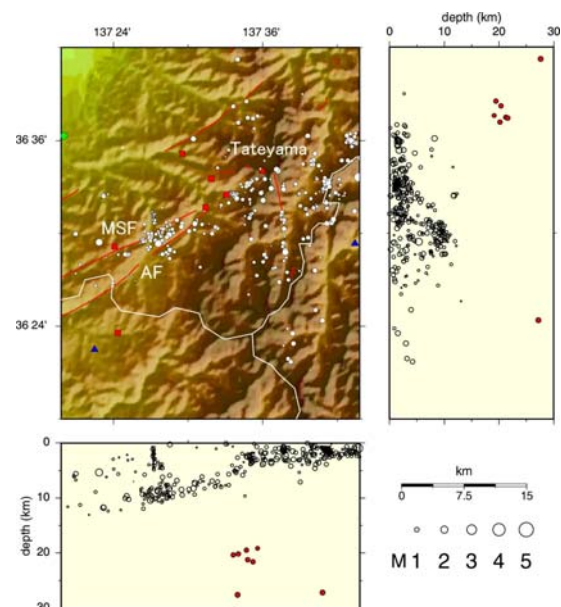 depth (km)
137 24' 137 36'
0 10 20 30
36 36'
Tateyama
MSF
AF
36 24'
0
10
20
30
depth (km)
km
0 7.5 15
M 1 2 3 4 5